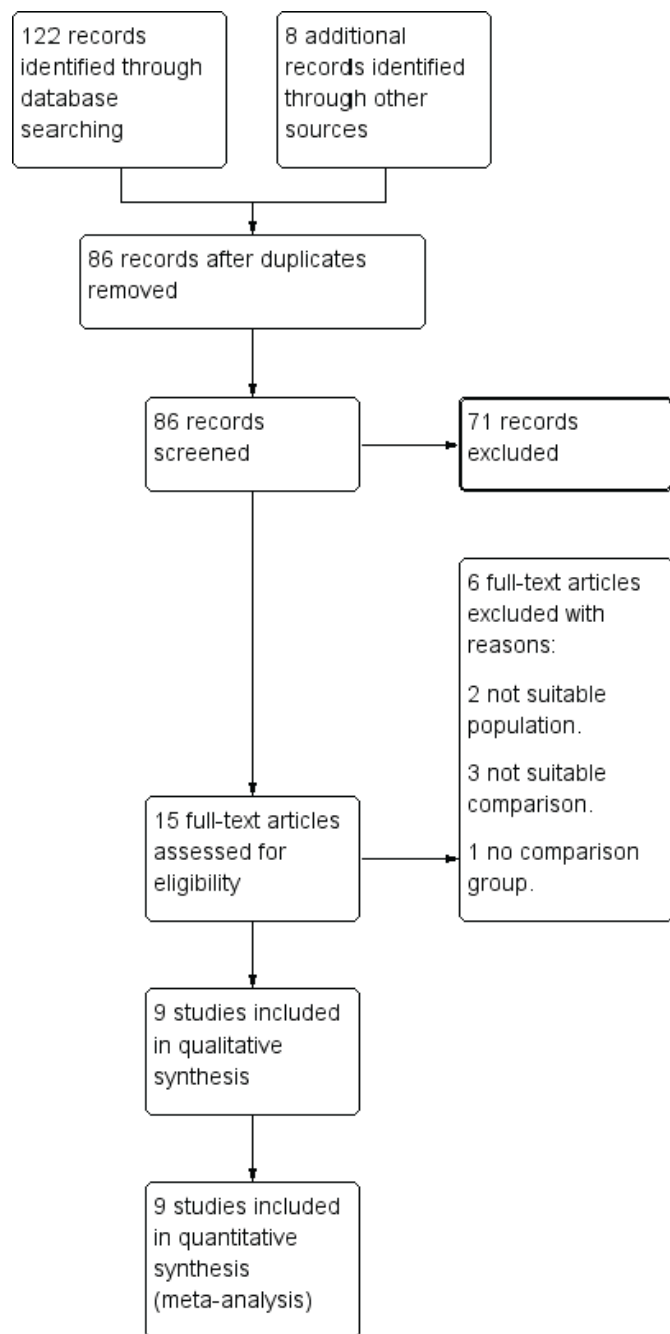 122 records
identified through
database
searching
8 additional
records identified
through other
sources
86 records after duplicates
removed
86 records
screened
71 records
excluded
6 full-text articles
excluded with
reasons:
2 not suitable
population.
3 not suitable
comparison.
1 no comparison
group.
15 full-text articles
assessed for
eligibility
9 studies included
in qualitative
synthesis
9 studies included
in quantitative
synthesis
(meta-analysis)